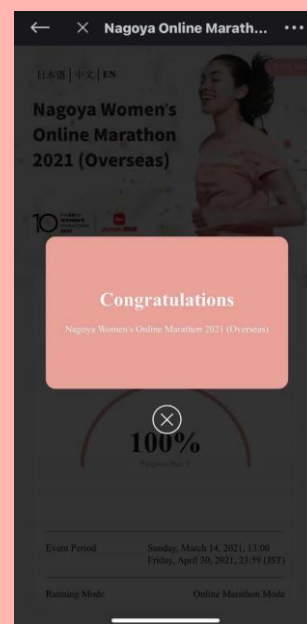 Nagoya Online Marath...
日本語 | 中文 | EN
Nagoya Women's
Online Marathon
2021 (Overseas)
10
Congratulations
Nagoya Women's Online Marathon 2021 (Overseas)
100%
Event Period
Sunday, March 14, 2021, 13:00
Friday, April 30, 2021, 23:59 (JST)
Running Mode
Online Marathon Mode